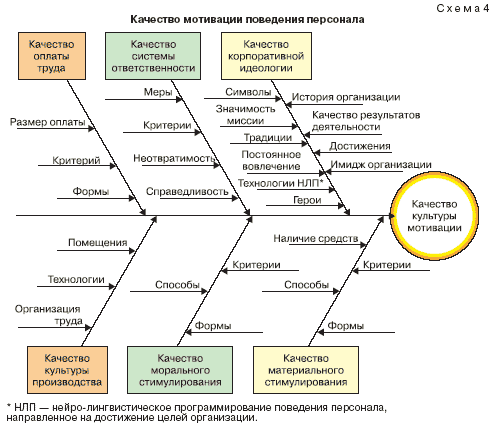 Схема 4
Качество мотивации поведения персонала
Качество
оплаты
труда
Качество
системы
ответственности
Качество
корпоративной
идеологии
Размер оплаты
Критерий
Формы
Меры
Критерии
Неотвратимость
Справедливость
Символы
Значимость
миссии
Традиции
Постоянное
вовлечение
Технологии НЛП*
Герои
История организации
Качество результатов
деятельности
Достижения
Имидж организации
Качество
культуры
мотивации
Помещения
Технологии
Организация
труда
Критерии
Способы
Формы
Наличие средств
Критерии
Способы
Формы
Качество
культуры
производства
Качество
морального
стимулирования
Качество
материального
стимулирования
* НЛП — нейро-лингвистическое программирование поведения персонала,
направленное на достижение целей организации.